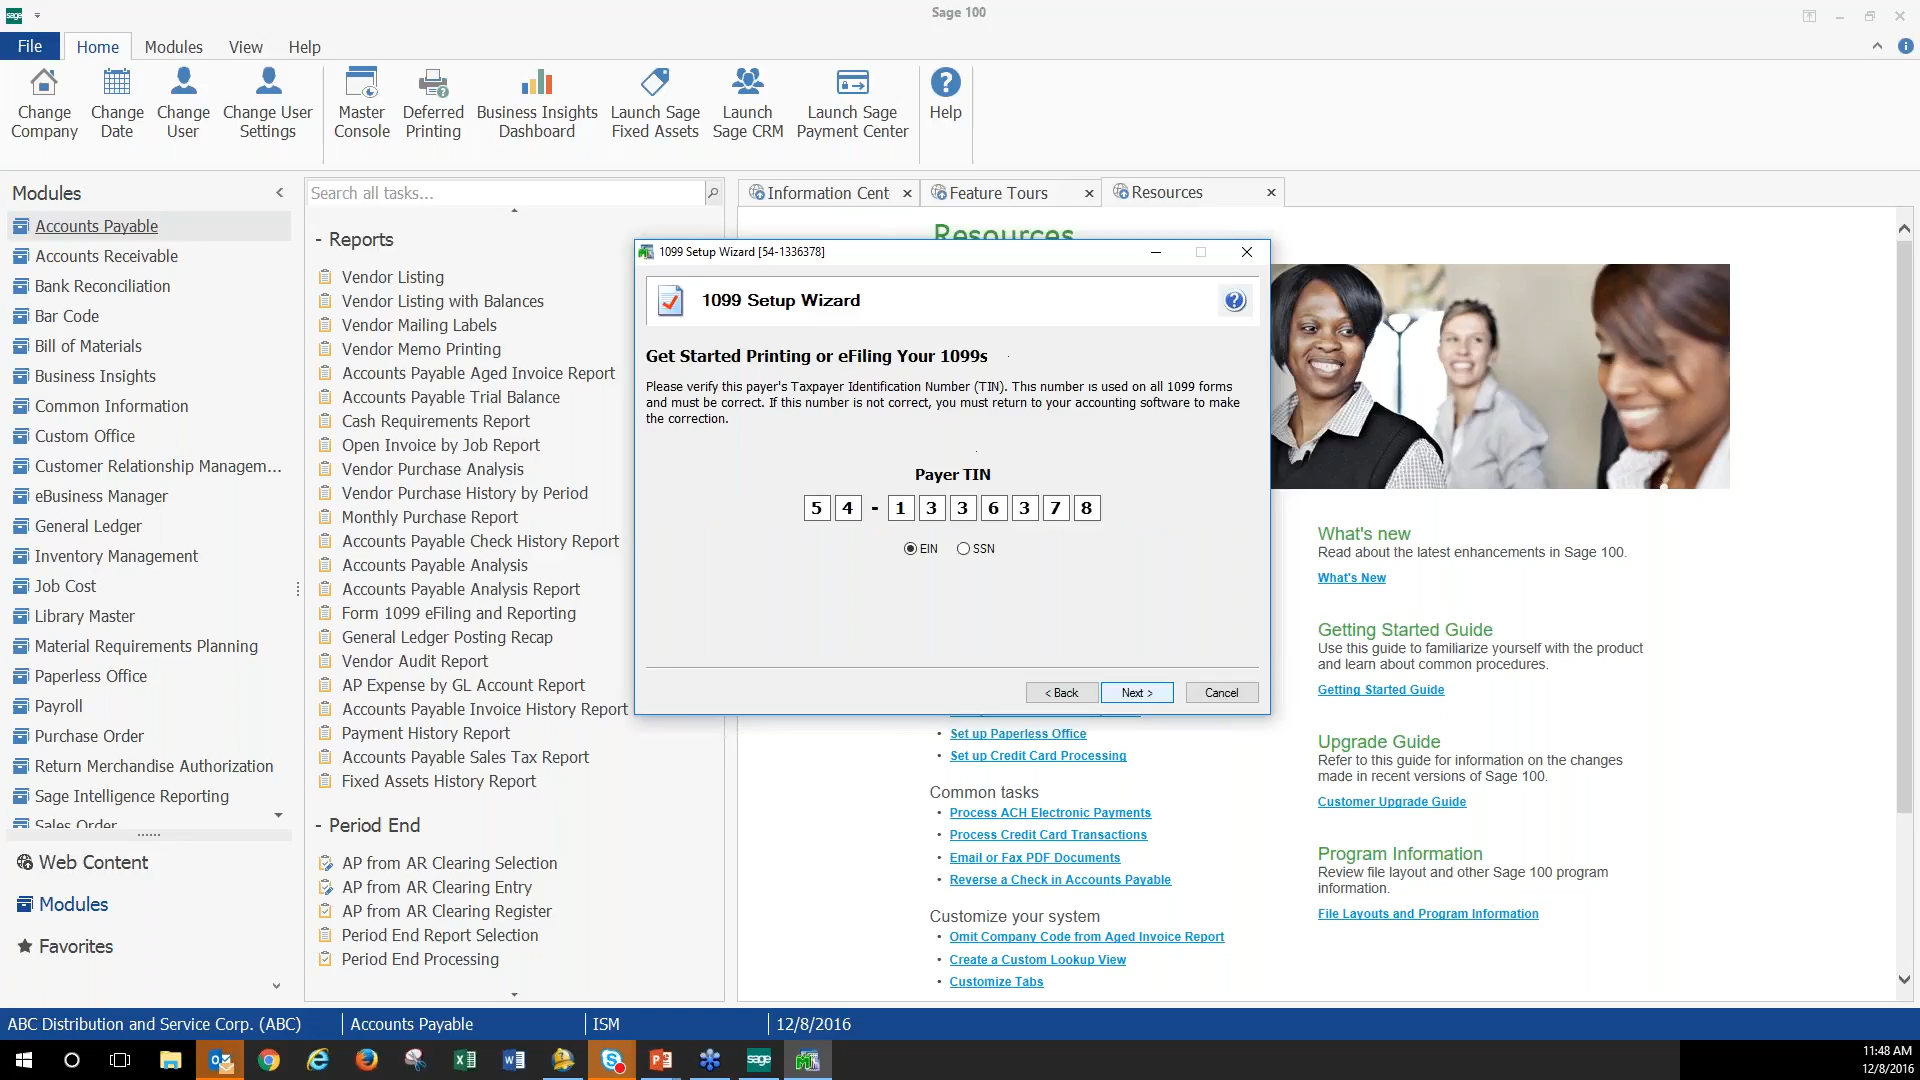 sage
Sage 100
File
Home
Modules
View
Help
Change
Company
Change
Date
Change
User
Change User
Settings
Master
Console
Deferred
Printing
Business Insights
Dashboard
Launch Sage
Fixed Assets
Launch
Sage CRM
Launch Sage
Payment Center
Help
Modules
Accounts Payable
Accounts Receivable
Bank Reconciliation
Bar Code
Bill of Materials
Business Insights
Common Information
Custom Office
Customer Relationship Managem...
eBusiness Manager
General Ledger
Inventory Management
Job Cost
Library Master
Material Requirements Planning
Paperless Office
Payroll
Purchase Order
Return Merchandise Authorization
Sage Intelligence Reporting
Sales Order
Web Content
Modules
Favorites
Search all tasks...
- Reports
Vendor Listing
Vendor Listing with Balances
Vendor Mailing Labels
Vendor Memo Printing
Accounts Payable Aged Invoice Report
Accounts Payable Trial Balance
Cash Requirements Report
Open Invoice by Job Report
Vendor Purchase Analysis
Vendor Purchase History by Period
Monthly Purchase Report
Accounts Payable Check History Report
Accounts Payable Analysis
Accounts Payable Analysis Report
Form 1099 eFiling and Reporting
General Ledger Posting Recap
Vendor Audit Report
AP Expense by GL Account Report
Accounts Payable Invoice History Report
Payment History Report
Accounts Payable Sales Tax Report
Fixed Assets History Report
- Period End
AP from AR Clearing Selection
AP from AR Clearing Entry
AP from AR Clearing Register
Period End Report Selection
Period End Processing
Information Cent
Feature Tours
Resources
Resources
1099 Setup Wizard [54-1336378]
1099 Setup Wizard
Get Started Printing or eFiling Your 1099s
Please verify this payer's Taxpayer Identification Number (TIN). This number is used on all 1099 forms
and must be correct. If this number is not correct, you must return to your accounting software to make
the correction.
Payer TIN
5 4 - 1 3 3 6 3 7 8
EIN SSN
< Back
Next >
Cancel
• Set up Paperless Office
• Set up Credit Card Processing
Common tasks
• Process ACH Electronic Payments
• Process Credit Card Transactions
• Email or Fax PDF Documents
• Reverse a Check in Accounts Payable
Customize your system
• Omit Company Code from Aged Invoice Report
• Create a Custom Lookup View
• Customize Tabs
What's new
Read about the latest enhancements in Sage 100.
What's New
Getting Started Guide
Use this guide to familiarize yourself with the product
and learn about common procedures.
Getting Started Guide
Upgrade Guide
Refer to this guide for information on the changes
made in recent versions of Sage 100.
Customer Upgrade Guide
Program Information
Review file layout and other Sage 100 program
information.
File Layouts and Program Information
ABC Distribution and Service Corp. (ABC)
Accounts Payable
ISM
12/8/2016
sage
11:48 AM
12/8/2016